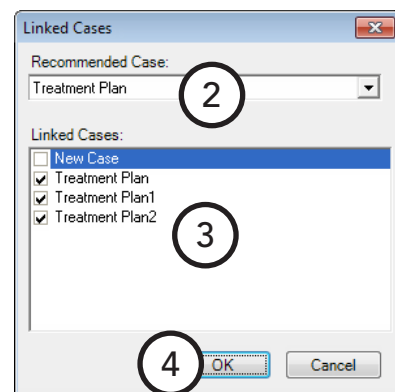 Linked Cases
Recommended Case:
Treatment Plan
2
Linked Cases:
New Case
Treatment Plan
Treatment Plan1
Treatment Plan2
3
4 OK Cancel